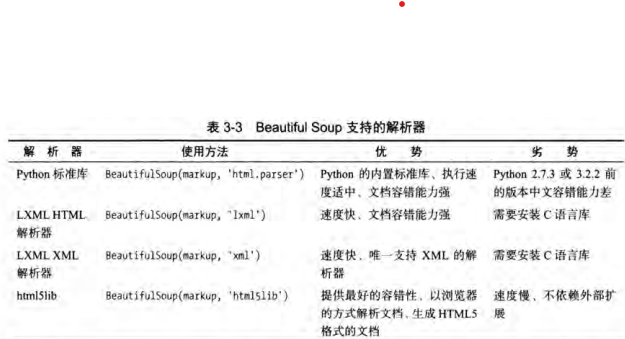 表 3-3 Beautiful Soup 支持的解析器
解 析 器 使用方法 优 势 劣 势
Python 标准库 BeautifulSoup(markup, 'html.parser') Python 的内置标准库、执行速 Python 2.7.3 或 3.2.2 前
度适中、文档容错能力强 的版本中文容错能力差
LXML HTML BeautifulSoup(markup, 'lxml') 速度快、文档容错能力强 需要安装 C 语言库
解析器
LXML XML BeautifulSoup(markup, 'xml') 速度快、唯一支持 XML 的解 需要安装 C 语言库
解析器 析器
html5lib BeautifulSoup(markup, 'html5lib') 提供最好的容错性、以浏览器 速度慢、不依赖外部扩
的方式解析文档、生成 HTML5 展
格式的文档